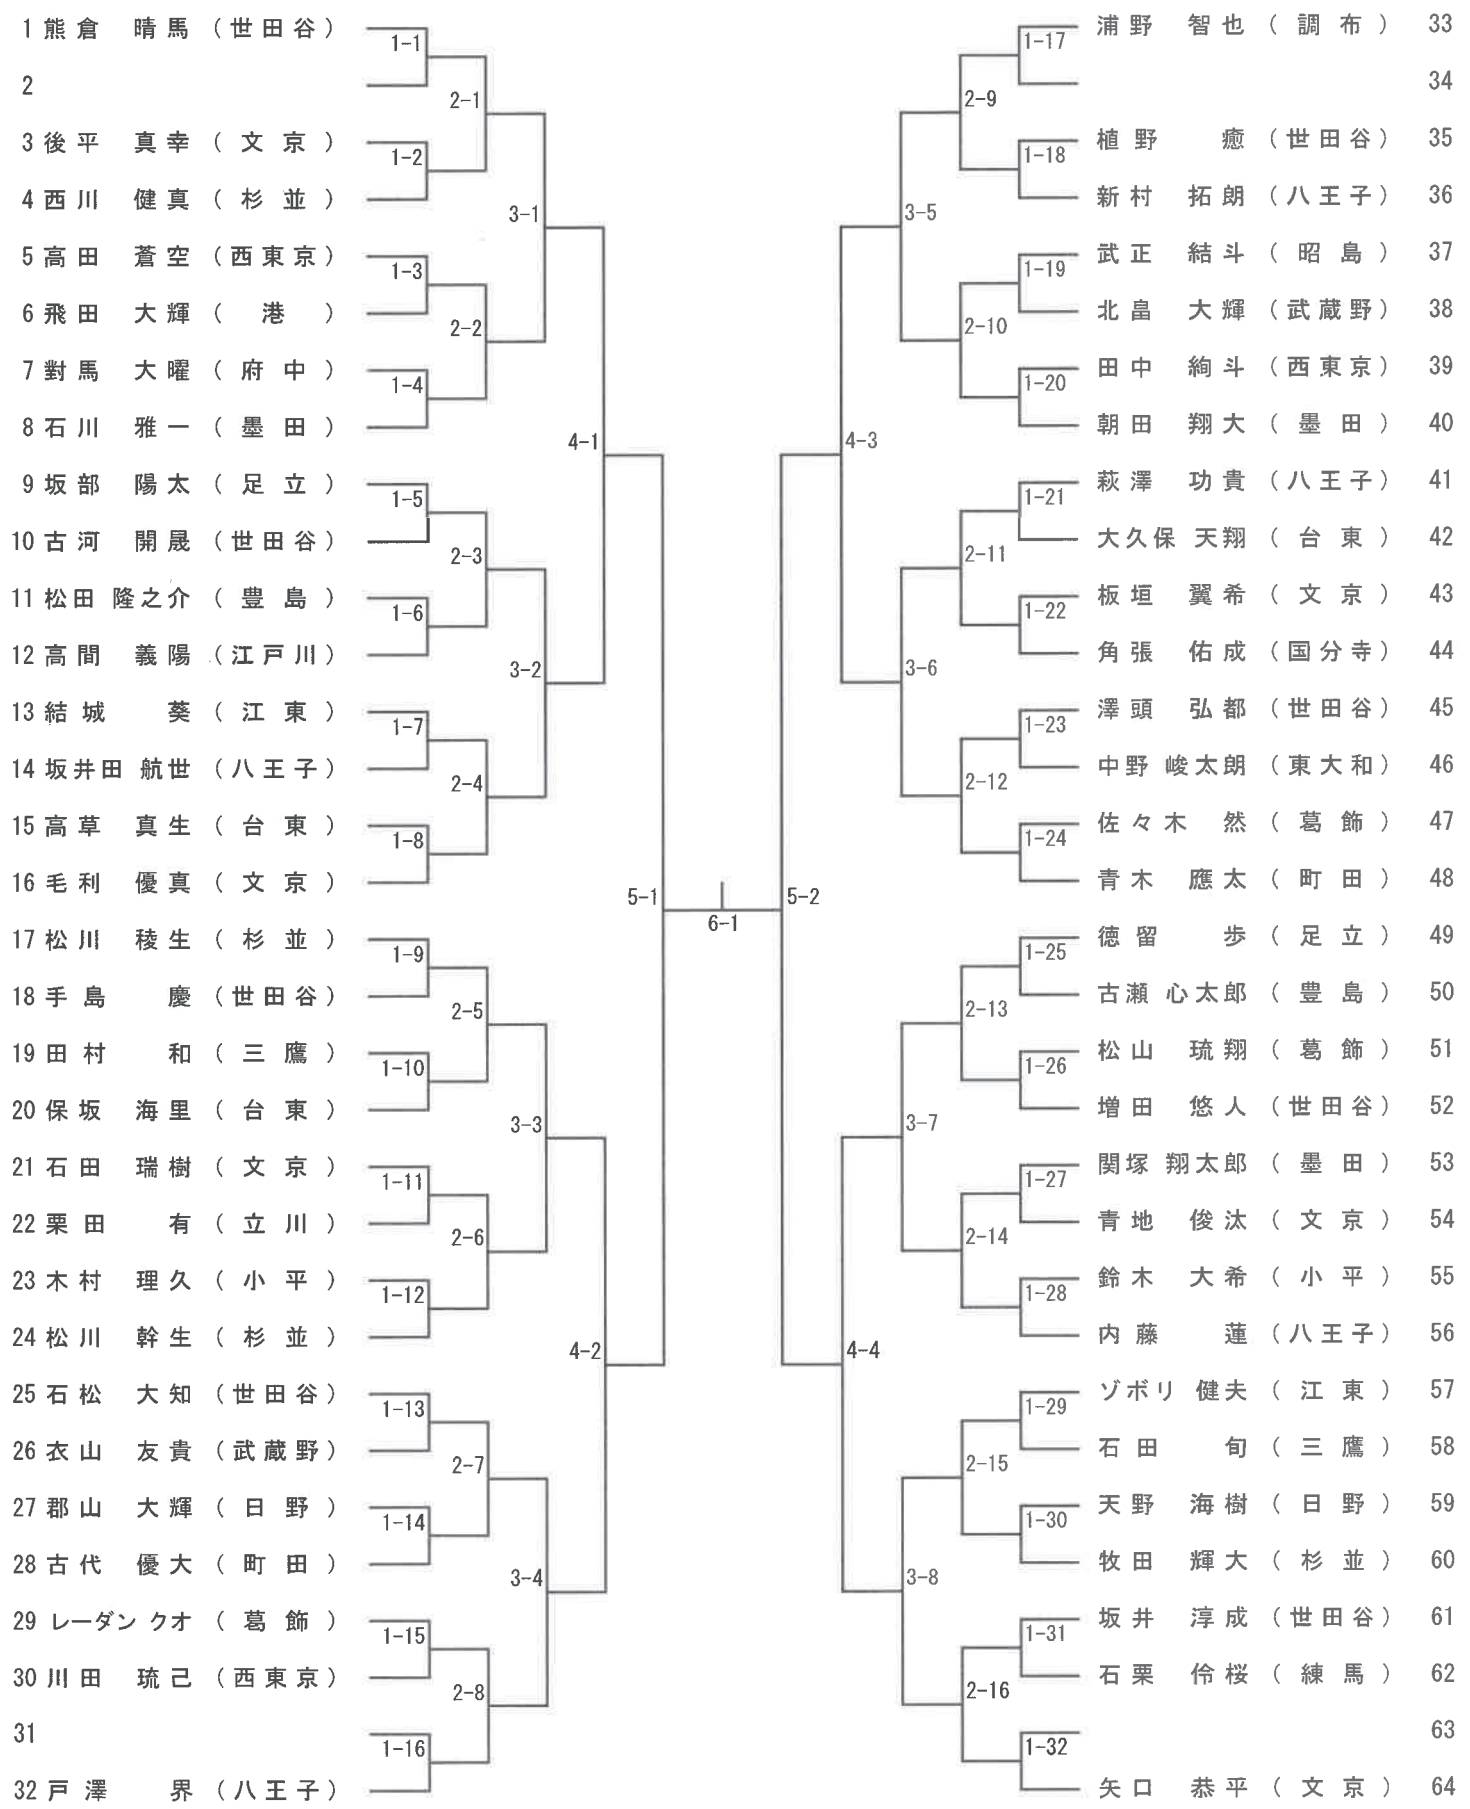 1 熊倉 晴馬 (世田谷)
2
3 後平 真幸 (文京)
4 西川 健真 (杉並)
5 高田 蒼空 (西東京)
6 飛田 大輝 (港)
7 對馬 大曜 (府中)
8 石川 雅一 (墨田)
9 坂部 陽太 (足立)
10 古河 開晟 (世田谷)
11 松田 隆之介 (豊島)
12 高間 義陽 (江戸川)
13 結城 葵 (江東)
14 坂井田 航世 (八王子)
15 高草 真生 (台東)
16 毛利 優真 (文京)
17 松川 稜生 (杉並)
18 手島 慶 (世田谷)
19 田村 和 (三鷹)
20 保坂 海里 (台東)
21 石田 瑞樹 (文京)
22 栗田 有 (立川)
23 木村 理久 (小平)
24 松川 幹生 (杉並)
25 石松 大知 (世田谷)
26 衣山 友貴 (武蔵野)
27 郡山 大輝 (日野)
28 古代 優大 (町田)
29 レーダン クオ (葛飾)
30 川田 琉己 (西東京)
31
32 戸澤 界 (八王子)
1-1
1-2
1-3
1-4
1-5
1-6
1-7
1-8
1-9
1-10
1-11
1-12
1-13
1-14
1-15
1-16
2-1
2-2
2-3
2-4
2-5
2-6
2-7
2-8
3-1
3-2
3-3
3-4
4-1
4-2
5-1
6-1
5-2
4-3
4-4
3-5
3-6
3-7
3-8
2-9
2-10
2-11
2-12
2-13
2-14
2-15
2-16
1-17
1-18
1-19
1-20
1-21
1-22
1-23
1-24
1-25
1-26
1-27
1-28
1-29
1-30
1-31
1-32
浦野 智也 (調布) 33
34
植野 癒 (世田谷) 35
新村 拓朗 (八王子) 36
武正 結斗 (昭島) 37
北畠 大輝 (武蔵野) 38
田中 絢斗 (西東京) 39
朝田 翔大 (墨田) 40
萩澤 功貴 (八王子) 41
大久保 天翔 (台東) 42
板垣 翼希 (文京) 43
角張 佑成 (国分寺) 44
澤頭 弘都 (世田谷) 45
中野 峻太朗 (東大和) 46
佐々木 然 (葛飾) 47
青木 應太 (町田) 48
徳留 歩 (足立) 49
古瀬 心太郎 (豊島) 50
松山 琉翔 (葛飾) 51
増田 悠人 (世田谷) 52
関塚 翔太郎 (墨田) 53
青地 俊汰 (文京) 54
鈴木 大希 (小平) 55
内藤 蓮 (八王子) 56
ゾボリ 健夫 (江東) 57
石田 旬 (三鷹) 58
天野 海樹 (日野) 59
牧田 輝大 (杉並) 60
坂井 淳成 (世田谷) 61
石栗 伶桜 (練馬) 62
63
矢口 恭平 (文京) 64